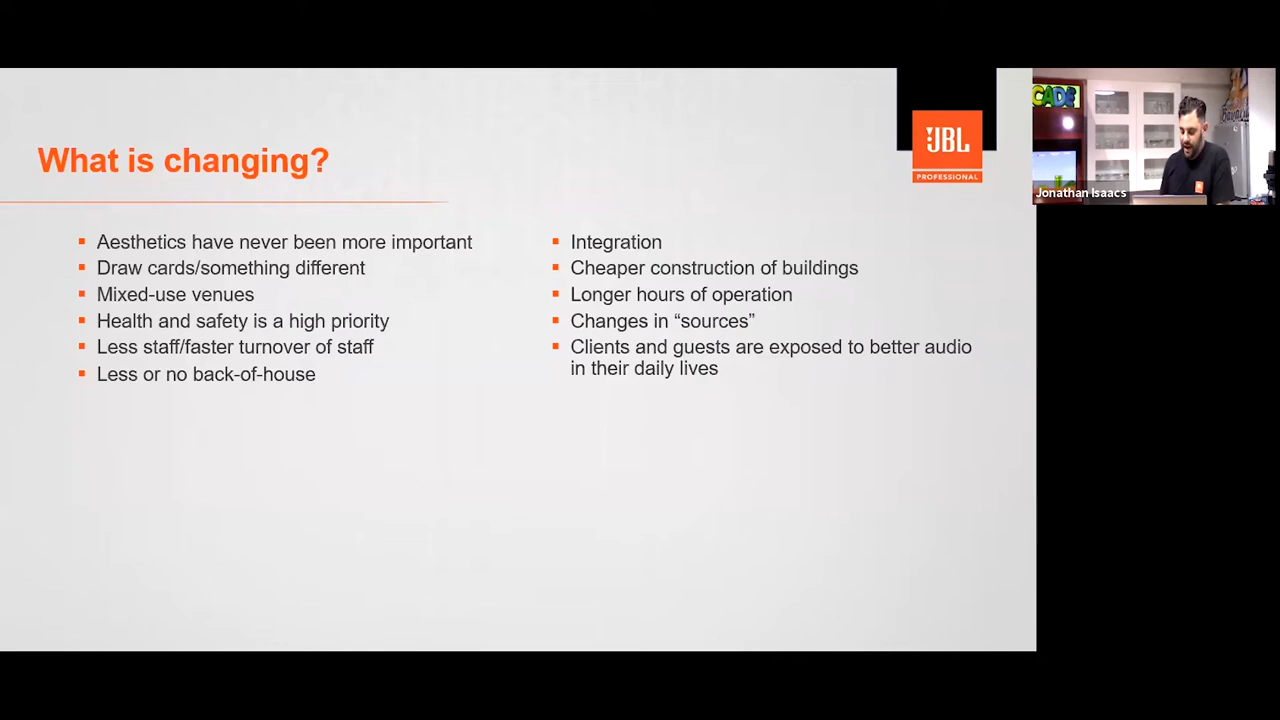 What is changing?
JBL
PROFESSIONAL
Aesthetics have never been more important
Draw cards/something different
Mixed-use venues
Health and safety is a high priority
Less staff/faster turnover of staff
Less or no back-of-house
Integration
Cheaper construction of buildings
Longer hours of operation
Changes in “sources”
Clients and guests are exposed to better audio
in their daily lives
CADE
Jonathan Isaacs